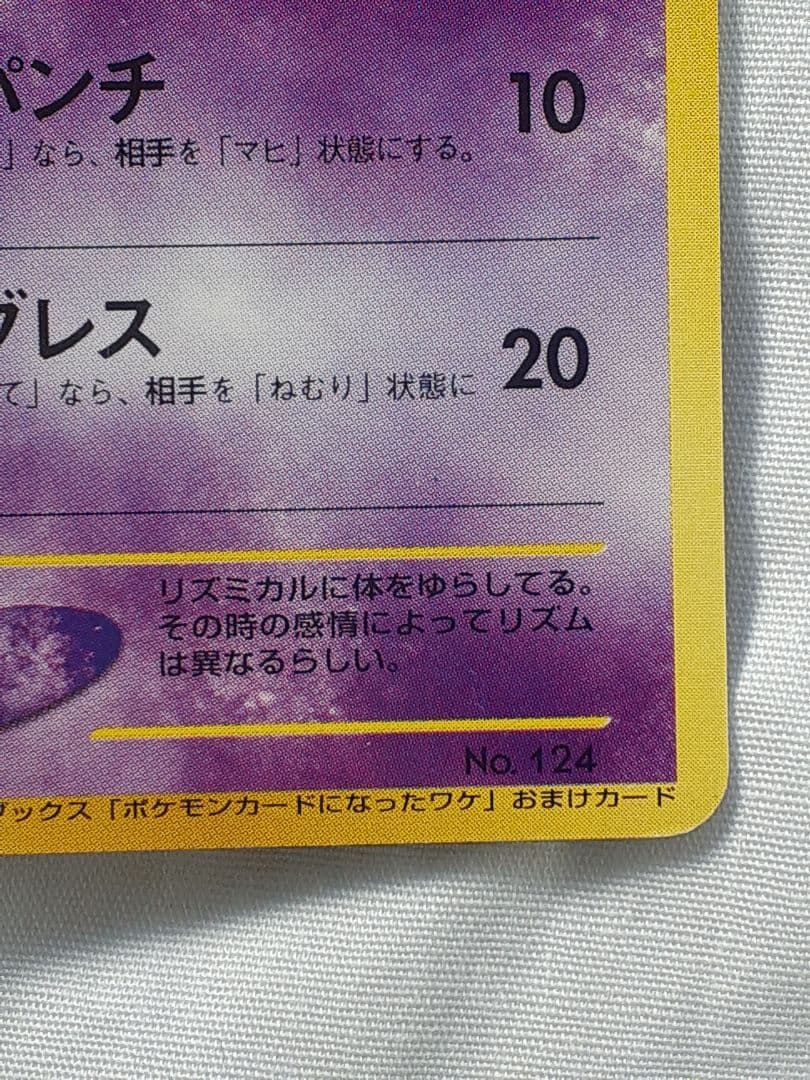 パンチ 10
」なら、相手を「マヒ」状態にする。
ブレス 20
て」なら、相手を「ねむり」状態に
リズミカルに体をゆらしてる。
その時の感情によってリズム
は異なるらしい。
No. 124
ックス「ポケモンカードになったワケ」おまけカード